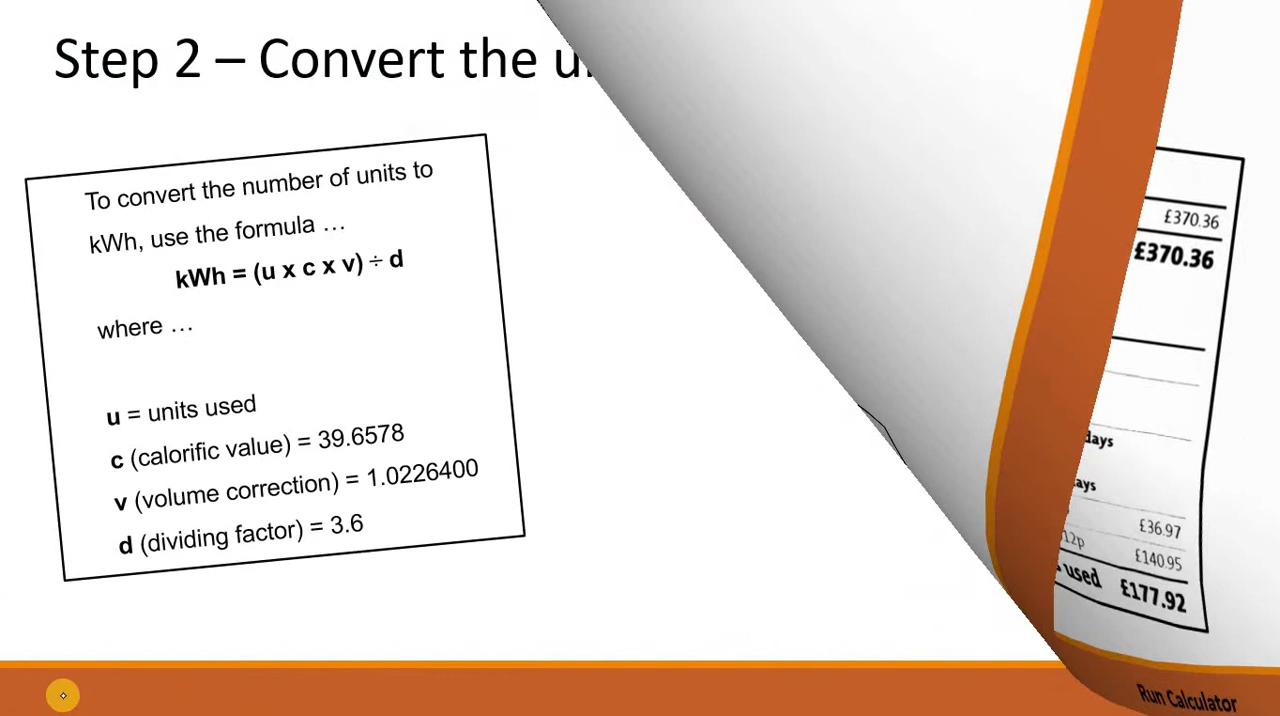 Step 2 – Convert the
To convert the number of units to
kWh, use the formula …
kWh = (u x c x v) ÷ d
where …
u = units used
c (calorific value) = 39.6578
v (volume correction) = 1.0226400
d (dividing factor) = 3.6
£370.36
£370.36
days
£36.97
12p £140.95
used £177.92
Run Calculator